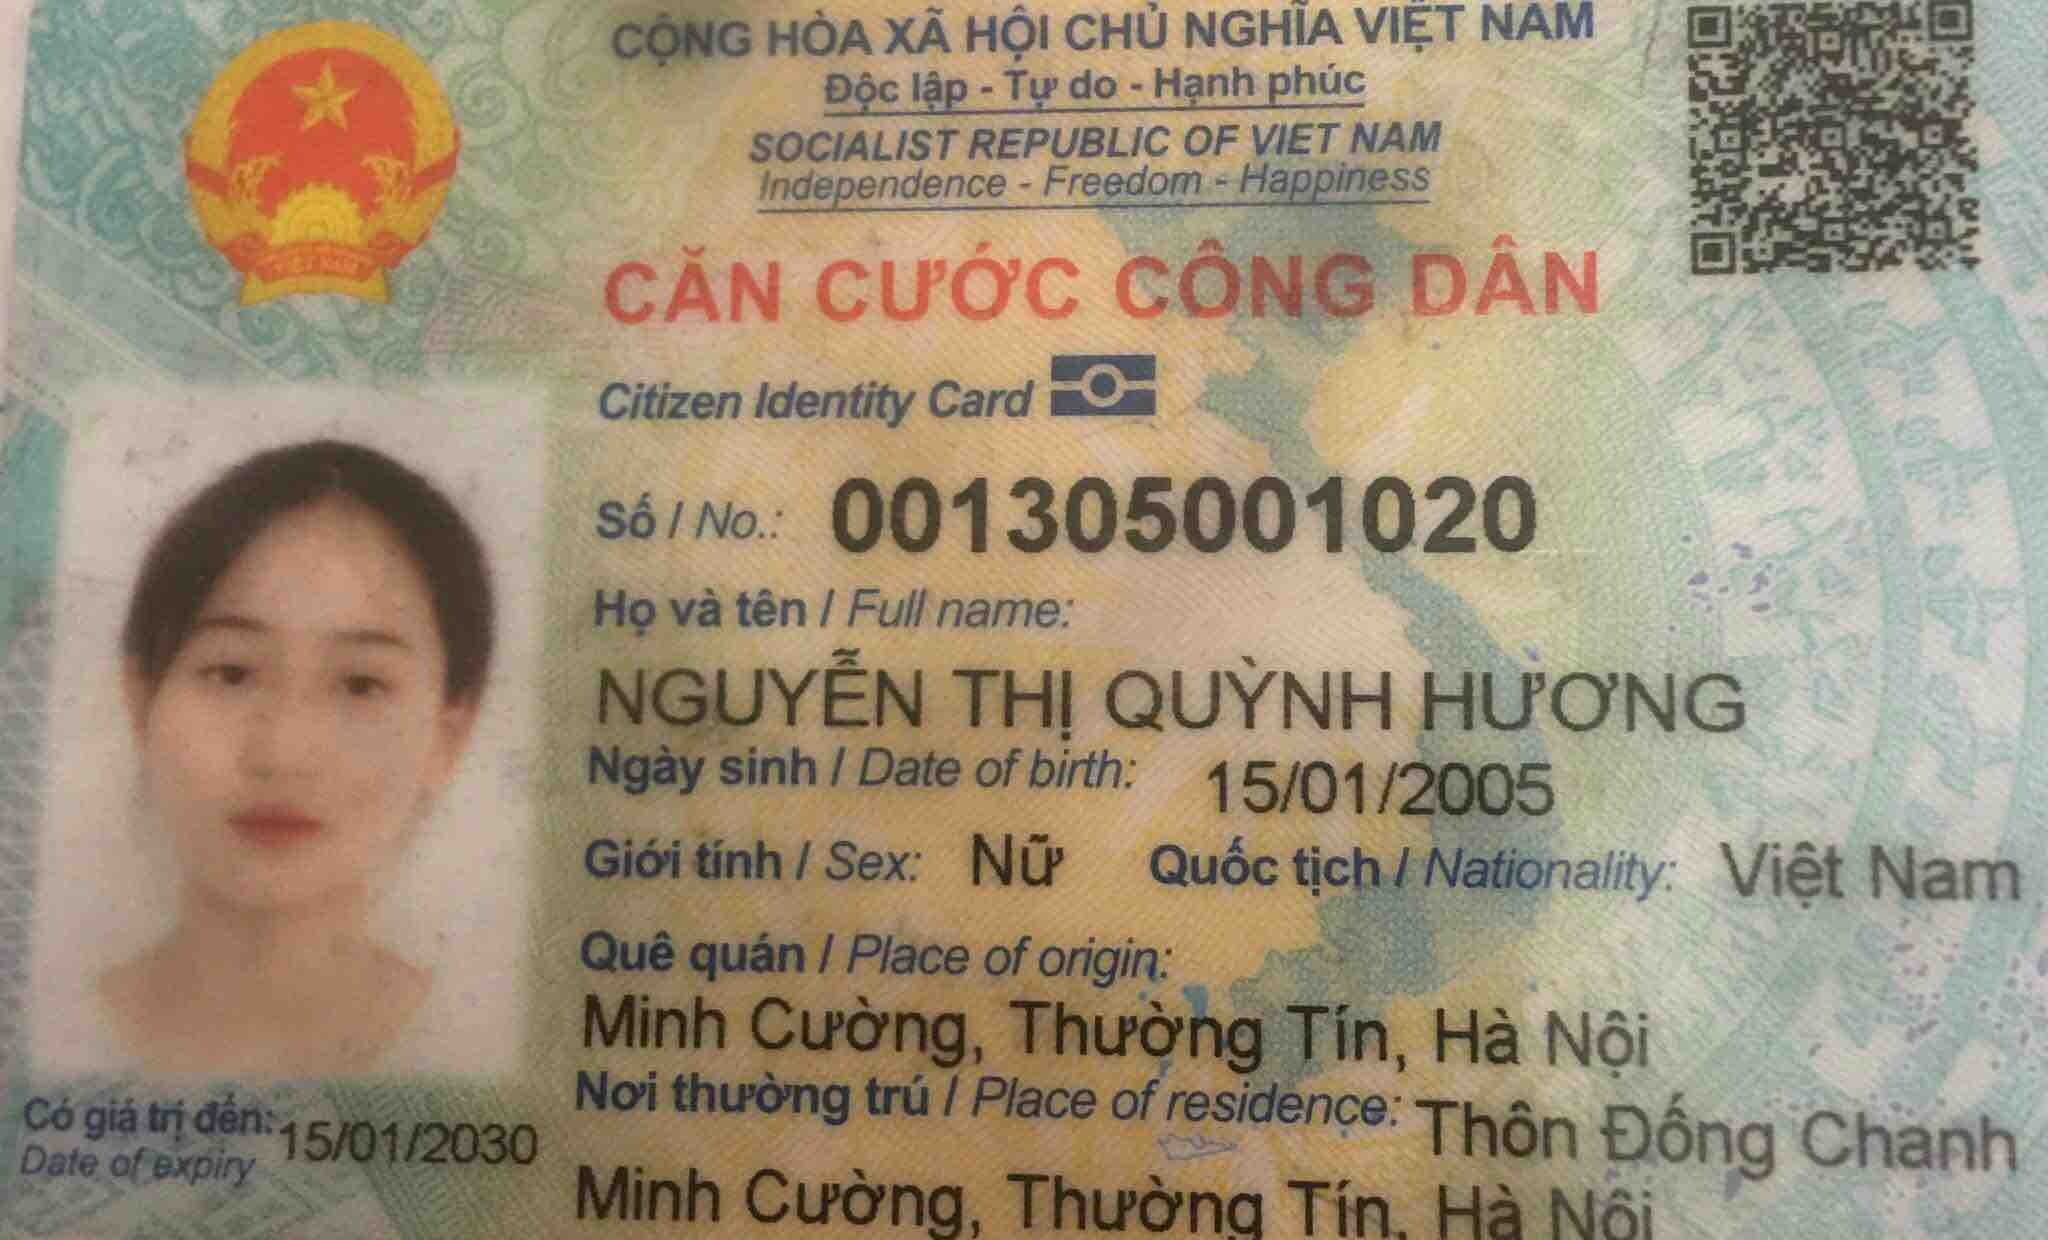 CỘNG HÒA XÃ HỘI CHỦ NGHĨA VIỆT NAM
Độc lập - Tự do - Hạnh phúc
SOCIALIST REPUBLIC OF VIET NAM
Independence - Freedom - Happiness
CĂN CƯỚC CÔNG DÂN
Citizen Identity Card
Số / No.: 001305001020
Họ và tên / Full name:
NGUYỄN THỊ QUỲNH HƯƠNG
Ngày sinh / Date of birth: 15/01/2005
Giới tính / Sex: Nữ Quốc tịch / Nationality: Việt Nam
Quê quán / Place of origin:
Minh Cường, Thường Tín, Hà Nội
Nơi thường trú / Place of residence: Thôn Đống Chanh
Minh Cường, Thường Tín, Hà Nội
Có giá trị đến: 15/01/2030
Date of expiry